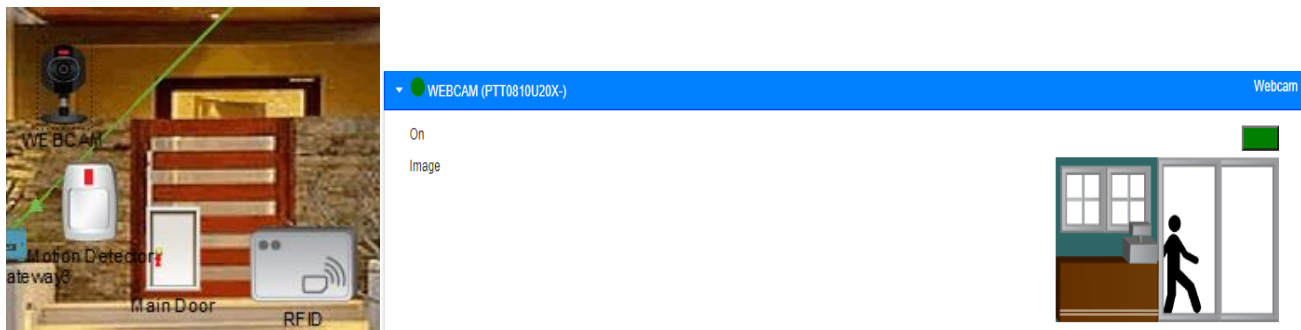 WEBCAM
Motion Detector
ateway3
Main Door
RFID
WEBCAM (PTT0810U20X-)
Webcam
On
Image